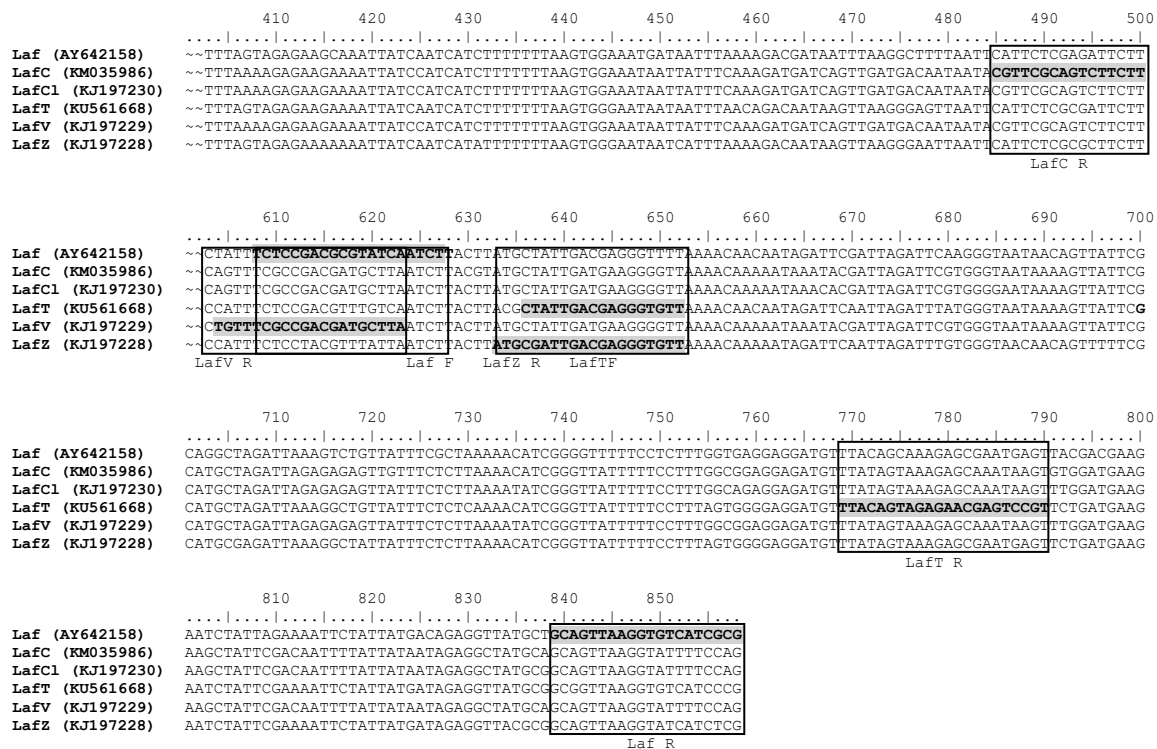 410 420 430 440 450 460 470 480 490 500
....|....|....|....|....|....|....|....|....|....|....|....|....|....|....|....|....|....|....|....|
Laf (AY642158) ~~TTTAGTAGAGAAGCAAATTATCAATCATCTTTTTTTAAGTGGAAATGATAATTTAAAAGACGATAATTTAAGGCTTTTAATTCATTCTCGAGATTCTT
LafC (KM035986) ~~TTTAAAAGAGAAGAAAATTATCCATCATCTTTTTTTAAGTGGAAATAATTATTTCAAAGATGATCAGTTGATGACAATAATACGTTCGCAGTCTTCTT
LafCl (KJ197230) ~~TTTAAAAGAGAAGAAAATTATCCATCATCTTTTTTTAAGTGGAAATAATTATTTCAAAGATGATCAGTTGATGACAATAATACGTTCGCAGTCTTCTT
LafT (KU561668) ~~TTTAGTAGAGAAGAAAATTATCAATCATCTTTTTTTAAGTGGGAATAATAATTTAACAGACAATAAGTTAAGGGAGTTAATTCATTCTCGCGATTCTT
LafV (KJ197229) ~~TTTAAAAGAGAAGAAAATTATCCATCATCTTTTTTTAAGTGGAAATAATTATTTCAAAGATGATCAGTTGATGACAATAATACGTTCGCAGTCTTCTT
LafZ (KJ197228) ~~TTTAGTAGAGAAAAAAATTATCAATCATATTTTTTTAAGTGGGAATAATCATTTAAAAGACAATAAGTTAAGGGAATTAATTCATTCTCGCGCTTCTT
LafC R
610 620 630 640 650 660 670 680 690 700
....|....|....|....|....|....|....|....|....|....|....|....|....|....|....|....|....|....|....|....|
Laf (AY642158) ~~CTATTTCTCCGACGCGTATCAATCTTACTTATGCTATTGACGAGGGTTTTAAAACAACAATAGATTCGATTAGATTCAAGGGTAATAACAGTTATTCG
LafC (KM035986) ~~CAGTTTCGCCGACGATGCTTAATCTTACGTATGCTATTGATGAAGGGGTTAAAACAAAAATAAATACGATTAGATTCGTGGGTAATAAAAGTTATTCG
LafCl (KJ197230) ~~CAGTTTCGCCGACGATGCTTAATCTTACTTATGCTATTGATGAAGGGGTTAAAACAAAAATAAACACGATTAGATTCGTGGGTAATAAAAGTTATTCG
LafT (KU561668) ~~CCATTTCTCCGACGTTTGTCAATCTTACTTACGCTATTGACGAGGGTGTTAAAACAACAATAGATTCAATTAGATTTATGGGTAATAAAAGTTATTCG
LafV (KJ197229) ~~CTGTTTCGCCGACGATGCTTAATCTTACTTATGCTATTGATGAAGGGGTTAAAACAAAAATAAATACGATTAGATTCGTGGGTAATAAAAGTTATTCG
LafZ (KJ197228) ~~CCATTTCTCCTACGTTTATTAATCTTACTTATGCGATTGACGAGGGTGTTAAAACAAAAATAGATTCAATTAGATTTGTGGGTAACAACAGTTTTTCG
LafV R Laf F LafZ R LafTF
710 720 730 740 750 760 770 780 790 800
....|....|....|....|....|....|....|....|....|....|....|....|....|....|....|....|....|....|....|....|
Laf (AY642158) CAGGCTAGATTAAAGTCTGTTATTTCGCTAAAAACATCGGGGTTTTTCCTCTTTGGTGAGGAGGATGTTTACAGCAAAGAGCGAATGAGTTACGACGAAG
LafC (KM035986) CATGCTAGATTAGAGAGAGTTGTTTCTCTTAAAACATCGGGTTATTTTTCCTTTGGCGGAGGAGATGTTTATAGTAAAGAGCAAATAAGTGTGGATGAAG
LafCl (KJ197230) CATGCTAGATTAGAGAGAGTTATTTCTCTTAAAATATCGGGTTATTTTTCCTTTGGCAGAGGAGATGTTTATAGTAAAGAGCAAATAAGTTTGGATGAAG
LafT (KU561668) CATGCTAGATTAAAGGCTGTTATTTCTCTCAAAACATCGGGTTATTTTTCCTTTAGTGGGGAGGATGTTTACAGTAGAGAACGAGTCCGTTCTGATGAAG
LafV (KJ197229) CATGCTAGATTAGAGAGAGTTATTTCTCTTAAAATATCGGGTTATTTTTCCTTTGGCGGAGGAGATGTTTATAGTAAAGAGCAAATAAGTTTGGATGAAG
LafZ (KJ197228) CATGCGAGATTAAAGGCTATTATTTCTCTTAAAACATCGGGTTATTTTTCCTTTAGTGGGGAGGATGTTTATAGTAAAGAGCGAATGAGTTCTGATGAAG
LafT R
810 820 830 840 850
....|....|....|....|....|....|....|....|....|....|....|...
Laf (AY642158) AATCTATTAGAAAATTCTATTATGACAGAGGTTATGCTGCAGTTAAGGTGTCATCGCG
LafC (KM035986) AAGCTATTCGACAATTTTATTATAATAGAGGCTATGCAGCAGTTAAGGTATTTTCCAG
LafCl (KJ197230) AAGCTATTCGACAATTTTATTATAATAGAGGCTATGCGGCAGTTAAGGTATTTTCCAG
LafT (KU561668) AATCTATTCGAAAATTCTATTATGATAGAGGTTATGCGGCGGTTAAGGTGTCATCCCG
LafV (KJ197229) AAGCTATTCGACAATTTTATTATAATAGAGGCTATGCAGCAGTTAAGGTATTTTCCAG
LafZ (KJ197228) AATCTATTCGAAAATTCTATTATGATAGAGGTTACGCGGCAGTTAAGGTATCATCTCG
Laf R